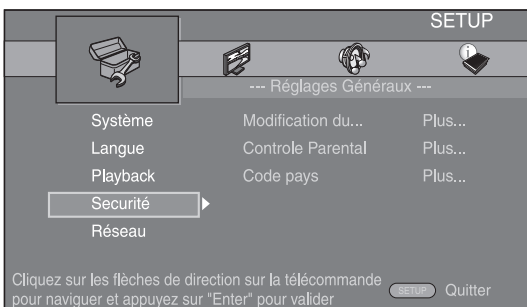 SETUP
--- Réglages Généraux ---
Système Modification du... Plus...
Langue Controle Parental Plus...
Playback Code pays Plus...
Securité
Réseau
Cliquez sur les flèches de direction sur la télécommande
pour naviguer et appuyez sur "Enter" pour valider
SETUP Quitter